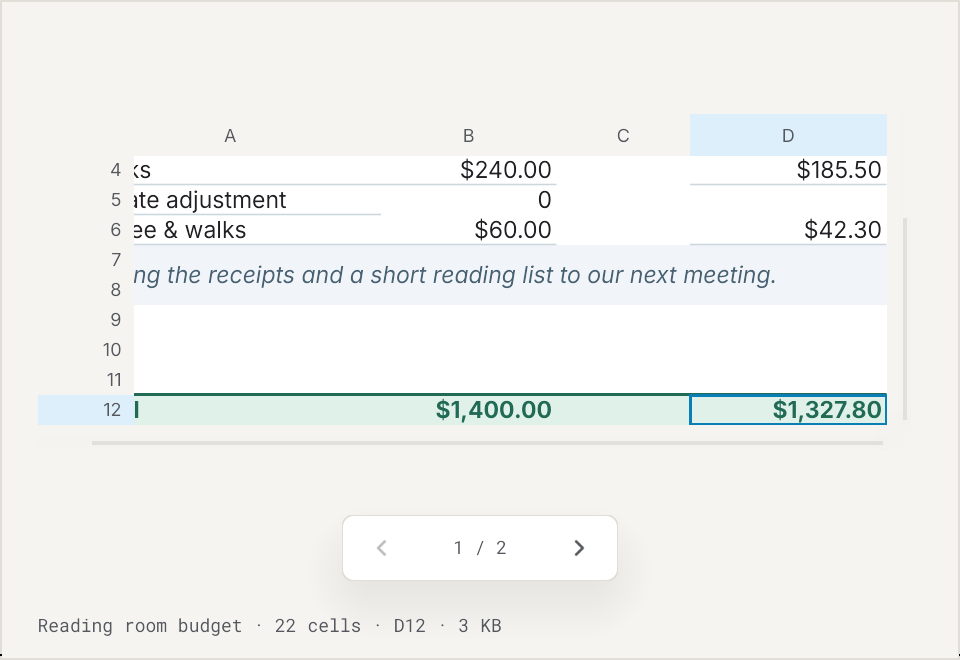 A B C D
4 ks $240.00 $185.50
5 ate adjustment 0
6 ee & walks $60.00 $42.30
7
ng the receipts and a short reading list to our next meeting.
8
9
10
11
12 l $1,400.00 $1,327.80
1 / 2
Reading room budget · 22 cells · D12 · 3 KB